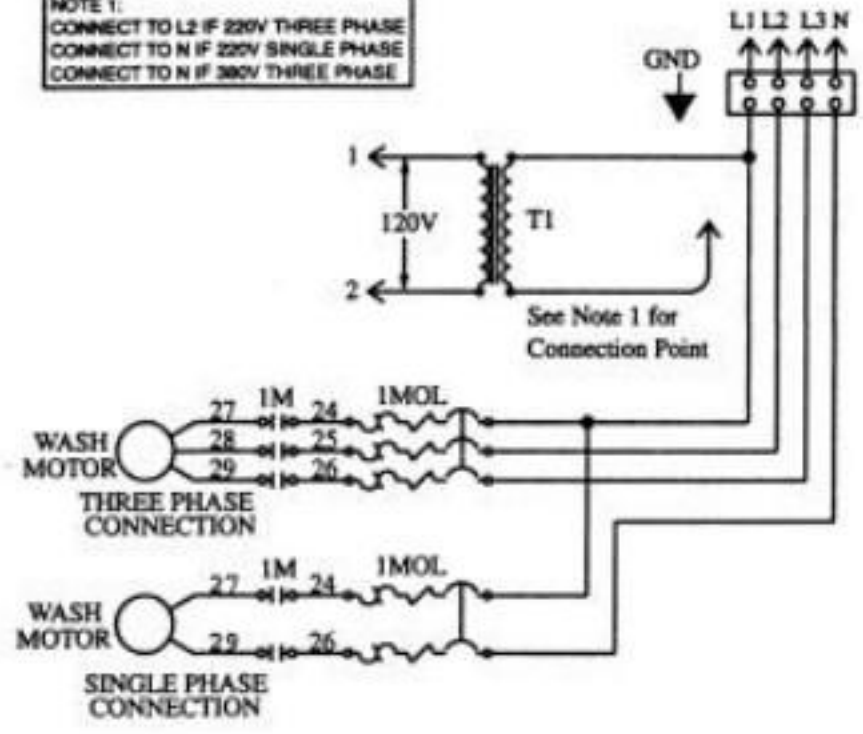 NOTE 1:
CONNECT TO L2 IF 220V THREE PHASE
CONNECT TO N IF 220V SINGLE PHASE
CONNECT TO N IF 380V THREE PHASE
L1 L2 L3 N
GND
1
120V
T1
2
See Note 1 for
Connection Point
27 1M 24 1MOL
28 25
29 26
WASH
MOTOR
THREE PHASE
CONNECTION
27 1M 24 1MOL
WASH
MOTOR
29 26
SINGLE PHASE
CONNECTION